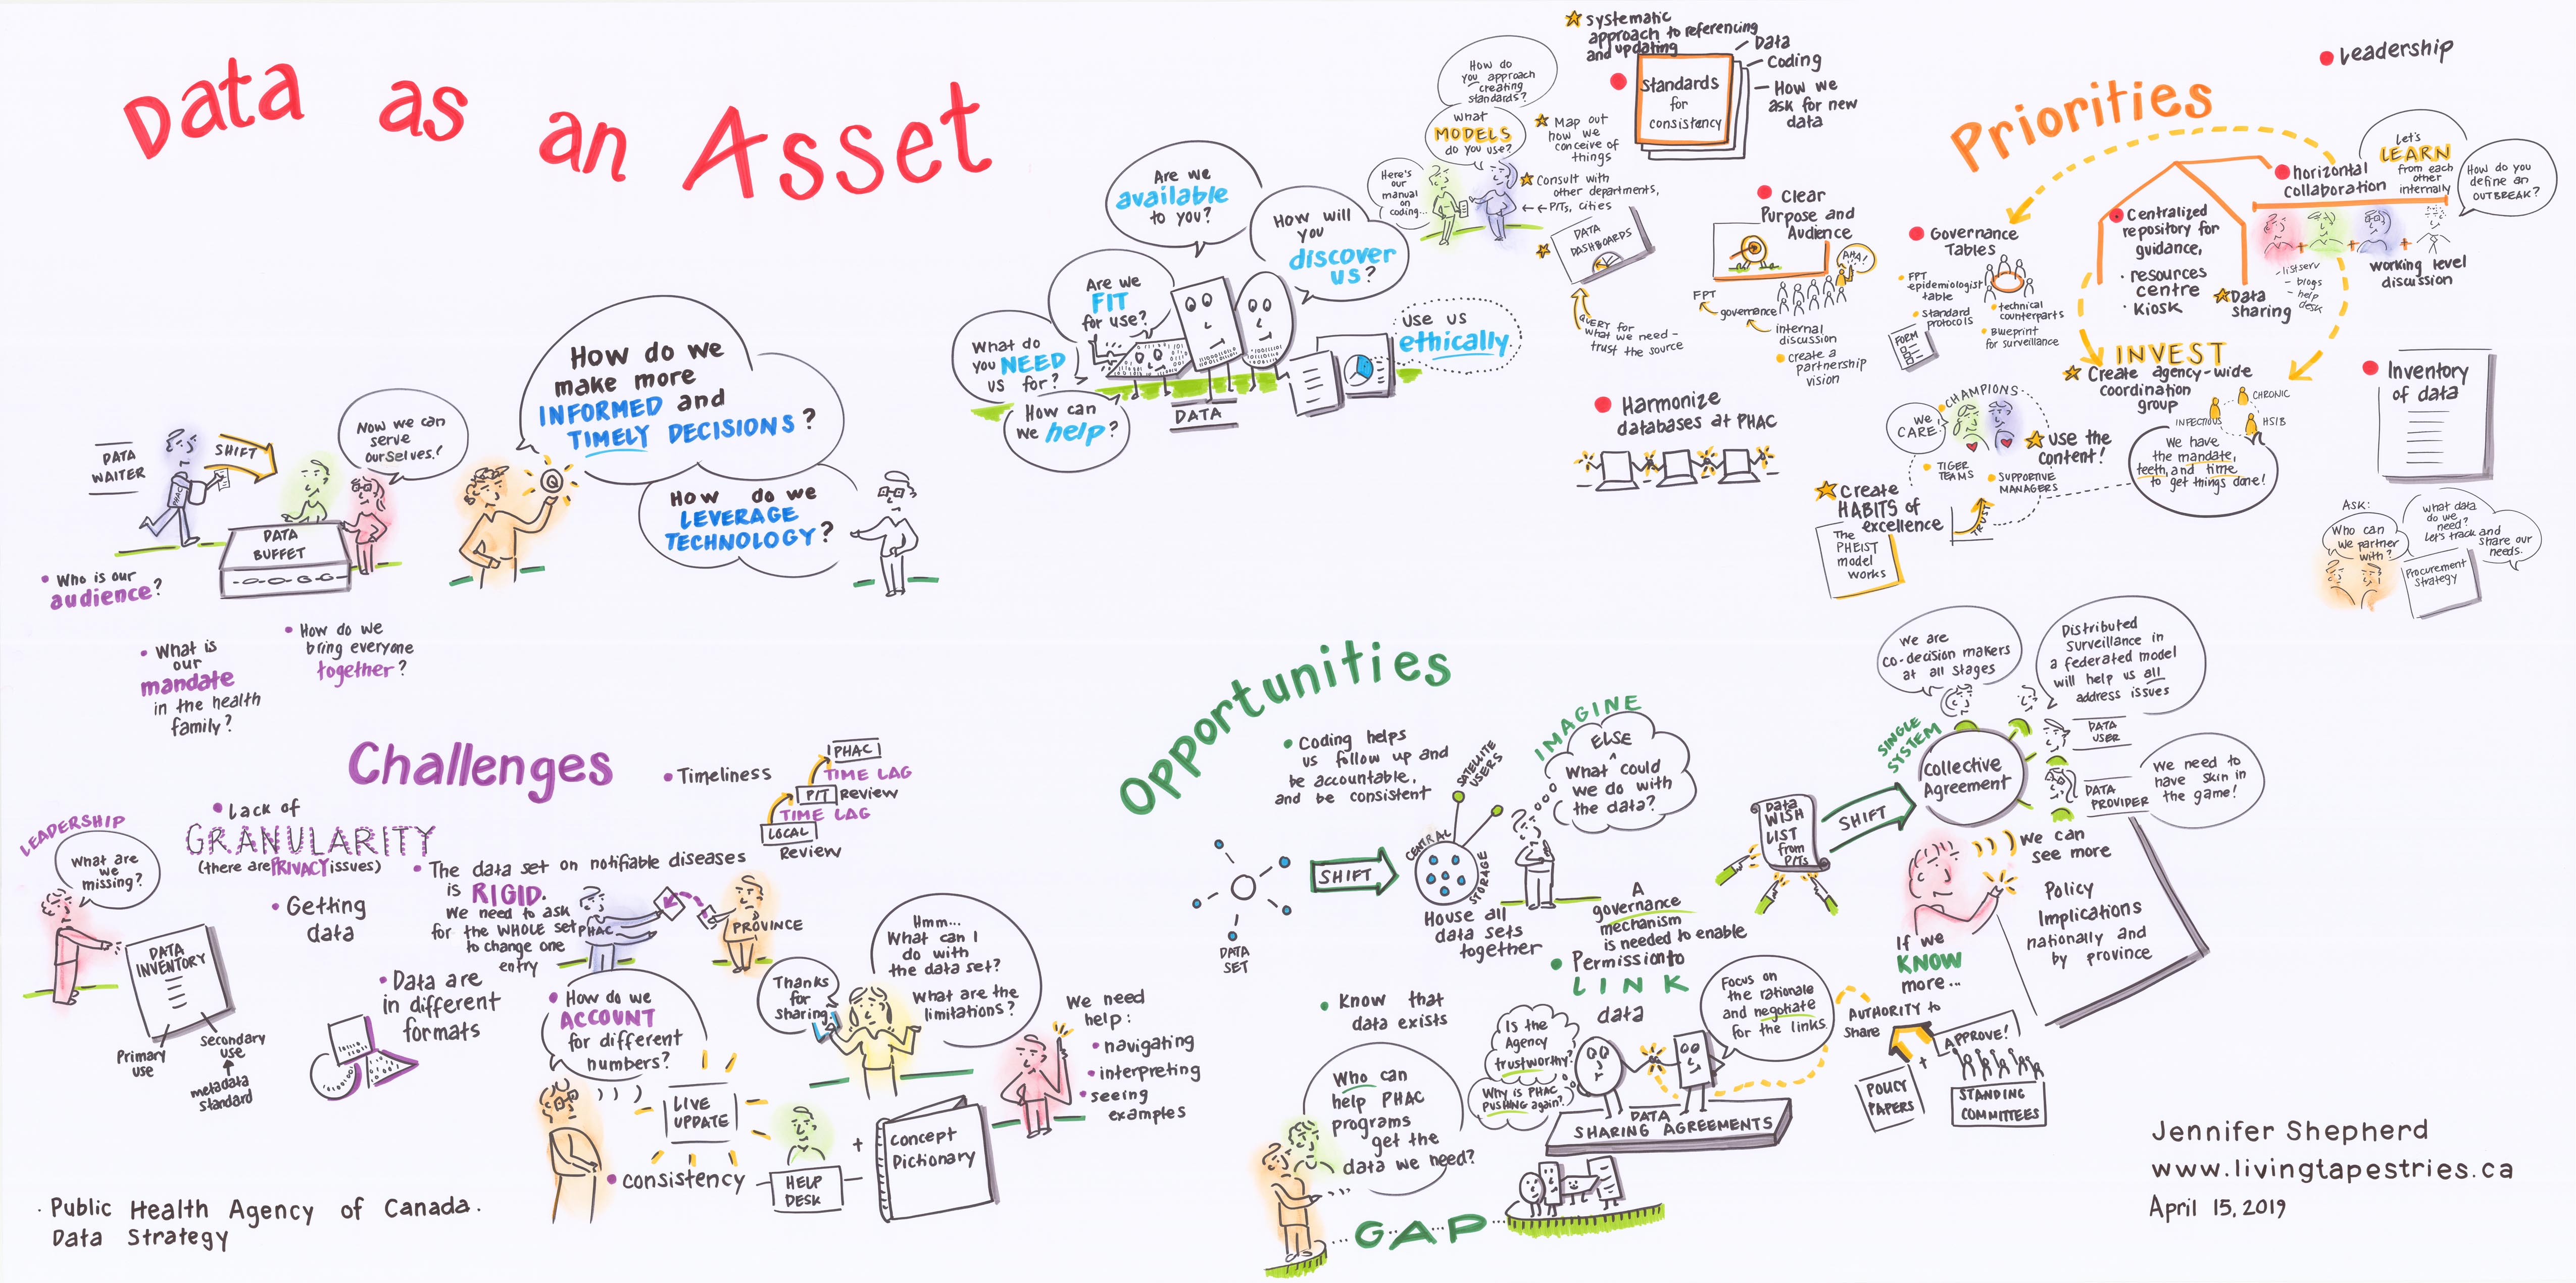 Data as an Asset
DATA
WAITER
PHAC
SHIFT
Now we can
serve
ourselves!
DATA
BUFFET
• Who is our
audience?
• What is
our
mandate
in the health
family?
• How do we
bring everyone
together?
How do we
make more
INFORMED and
TIMELY DECISIONS?
How do we
LEVERAGE
TECHNOLOGY?
What do
you NEED
us for?
Are we
FIT
for use?
Are we
available
to you?
How will
you
discover
us?
How can
we help?
use us
ethically
DATA
Challenges
LEADERSHIP
What are
we
missing?
DATA
INVENTORY
Primary
use
Secondary
use
metadata
standard
• Lack of
GRANULARITY
(there are PRIVACY issues)
• Getting
data
• Timeliness
PHAC
TIME LAG
P/T Review
TIME LAG
LOCAL
Review
• The data set on notifiable diseases
is RIGID.
We need to ask
for the WHOLE set
to change one
entry
PHAC
PROVINCE
• Data are
in different
formats
• How do we
ACCOUNT
for different
numbers?
Thanks
for
sharing.
Hmm...
What can I
do with
the data set?
What are the
limitations?
We need
help:
• navigating
• interpreting
• seeing
examples
LIVE
UPDATE
• consistency
HELP
DESK
+
Concept
Dictionary
· Public Health Agency of Canada.
Data Strategy
Opportunities
• Coding helps
us follow up and
be accountable,
and be consistent
DATA
SET
SHIFT
CENTRAL
STORAGE
SATELLITE
USERS
House all
data sets
together
IMAGINE
ELSE
What ^ could
we do with
the data?
A
governance
mechanism
is needed to enable
• Permission to
LINK
data
• Know that
data exists
Who can
help PHAC
programs
get the
data we need?
GAP
Is the
Agency
trustworthy?
Why is PHAC
PUSHING again?
Focus on
the rationale
and negotiate
for the links.
DATA
SHARING AGREEMENTS
AUTHORITY to
Share
POLICY
PAPERS
+
APPROVE!
STANDING
COMMITTEES
Data
WISH
LIST
from
P/Ts
SHIFT
SINGLE
SYSTEM
Collective
Agreement
We are
co-decision makers
at all stages
Distributed
Surveillance in
a federated model
will help us all
address issues
DATA
USER
DATA
PROVIDER
We need to
have skin in
the game!
We can
see more
If we
KNOW
more...
Policy
Implications
nationally and
by province
Priorities
★ Systematic
approach to referencing
and updating
• Standards
for
consistency
Data
Coding
How we
ask for new
data
How do
you approach
creating
standards?
What
MODELS
do you use?
Here's
our
manual
on
coding...
★ Map out
how we
conceive of
things
★ Consult with
other departments,
←← P/Ts, cities
DATA
DASHBOARDS
QUERY for
what we need -
trust the source
• Clear
Purpose and
Audience
AHA!
FPT
governance
internal
discussion
• create a
partnership
vision
• Harmonize
databases at PHAC
• Leadership
• horizontal
collaboration
Let's
LEARN
from each
other
internally
How do you
define an
OUTBREAK?
+ + +
- listserv
- blogs
- help
desk
working level
discussion
• Centralized
repository for
guidance,
· resources
centre
· kiosk
★ Data
sharing
• Governance
Tables
• FPT
epidemiologist
table
• Standard
protocols
• technical
counterparts
• Blueprint
for surveillance
FORM
INVEST
★ Create agency-wide
coordination
group
CHRONIC
INFECTIOUS
HSIB
We have
the mandate,
teeth, and time
to get things done!
We
CARE!
CHAMPIONS
★ Use the
content!
• TIGER
TEAMS
• SUPPORTIVE
MANAGERS
TRUST
★ Create
HABITS of
excellence
The
PHEIST
model
works
• Inventory
of data
ASK:
Who can
we partner
with?
What data
do we
need?
Let's track and
share our
needs.
Procurement
Strategy
Jennifer Shepherd
www.livingtapestries.ca
April 15, 2019